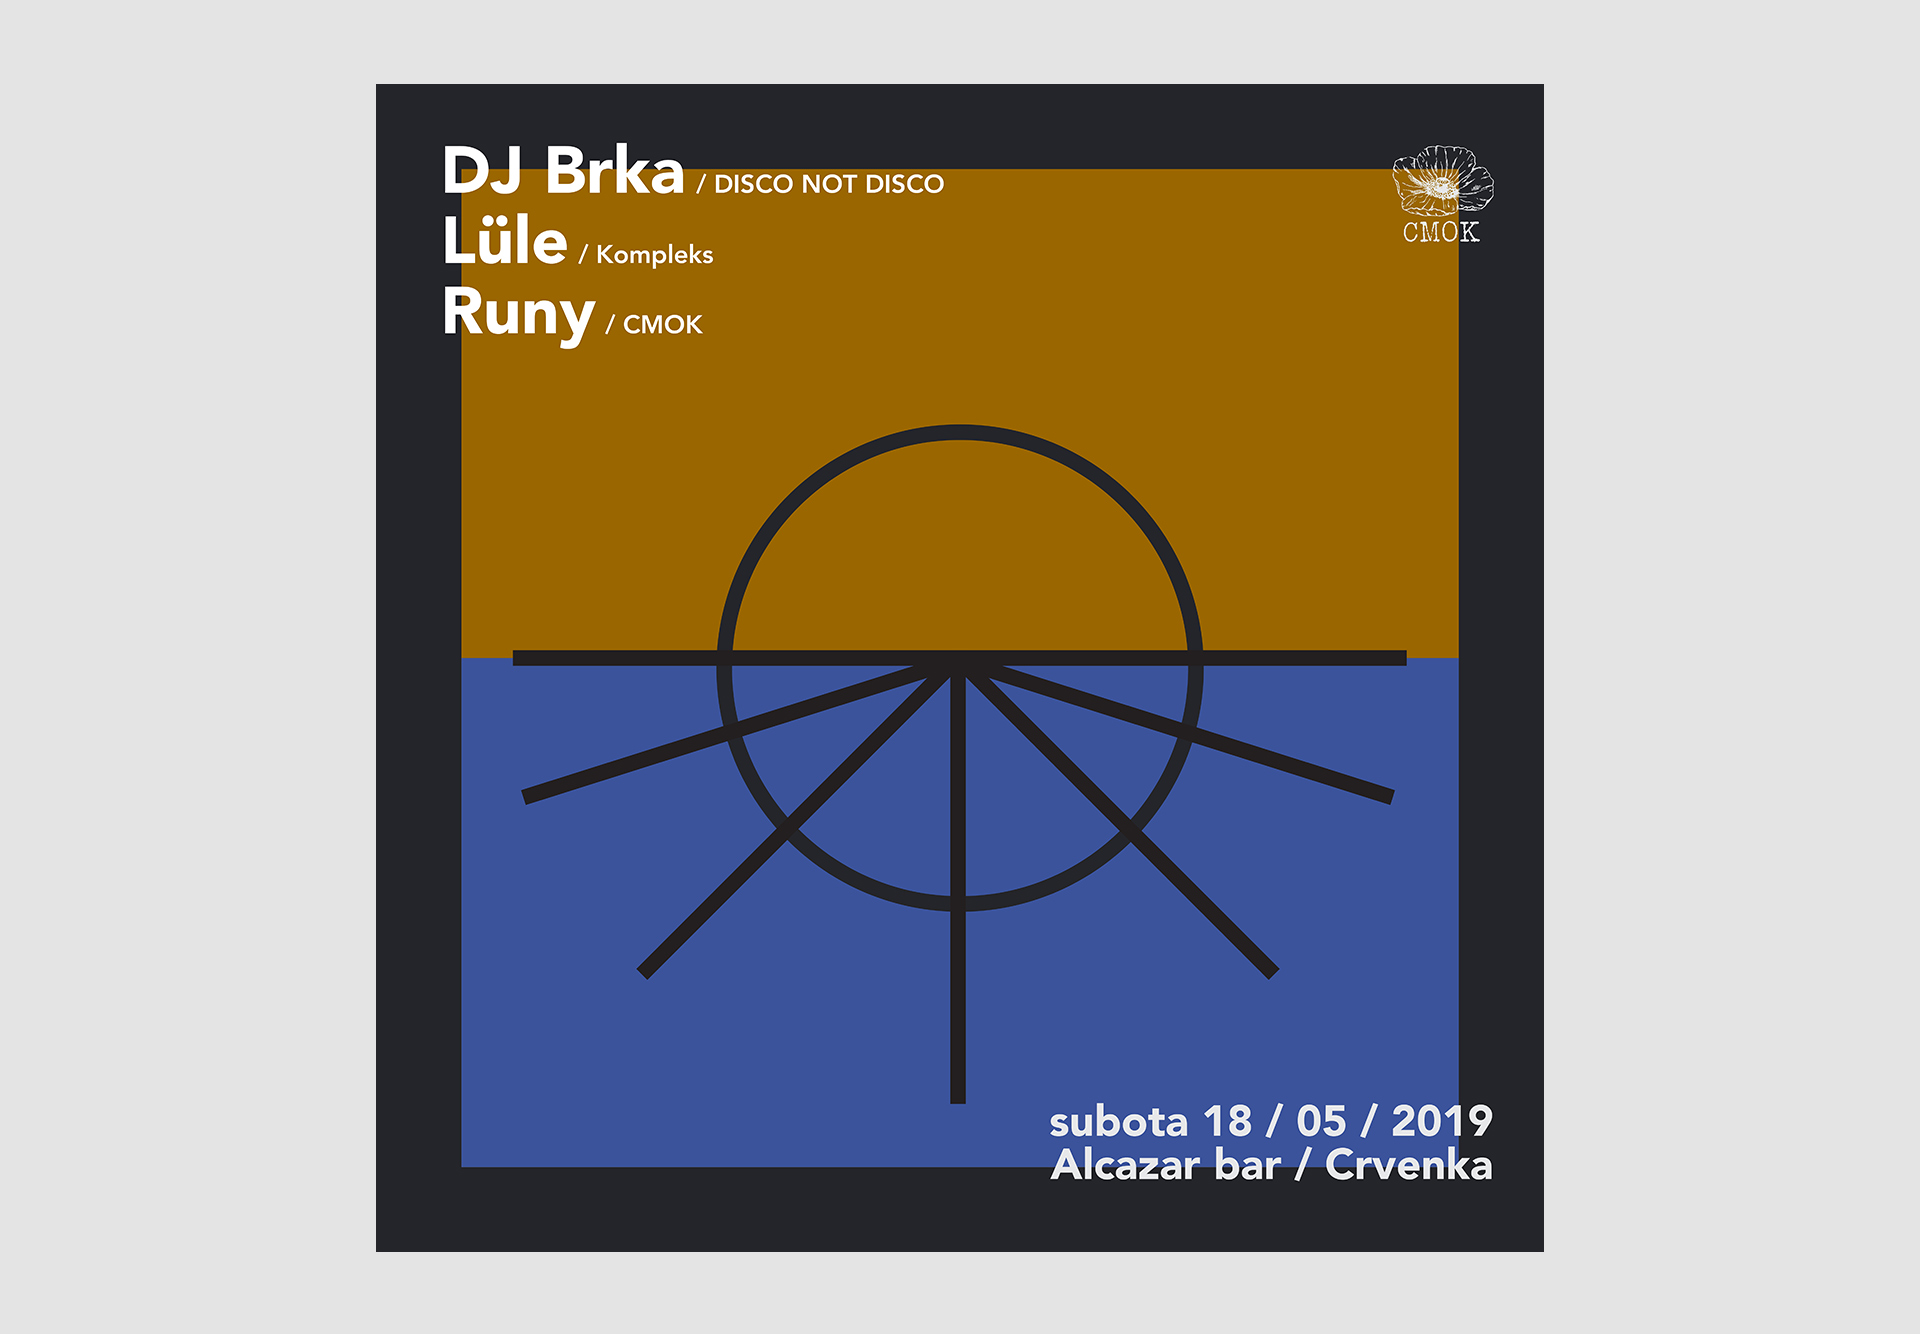 DJ Brka / DISCO NOT DISCO
Lüle / Kompleks
Runy / CMOK
CMOK
subota 18 / 05 / 2019
Alcazar bar / Crvenka